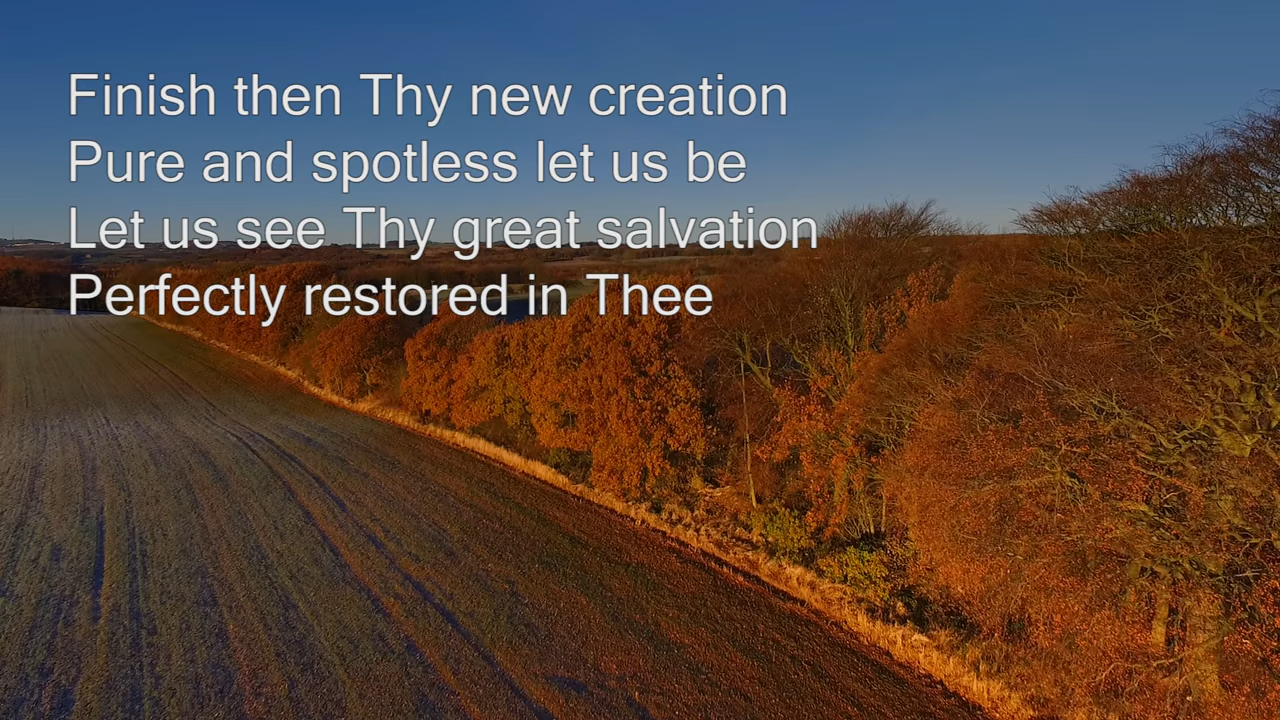 Finish then Thy new creation
Pure and spotless let us be
Let us see Thy great salvation
Perfectly restored in Thee